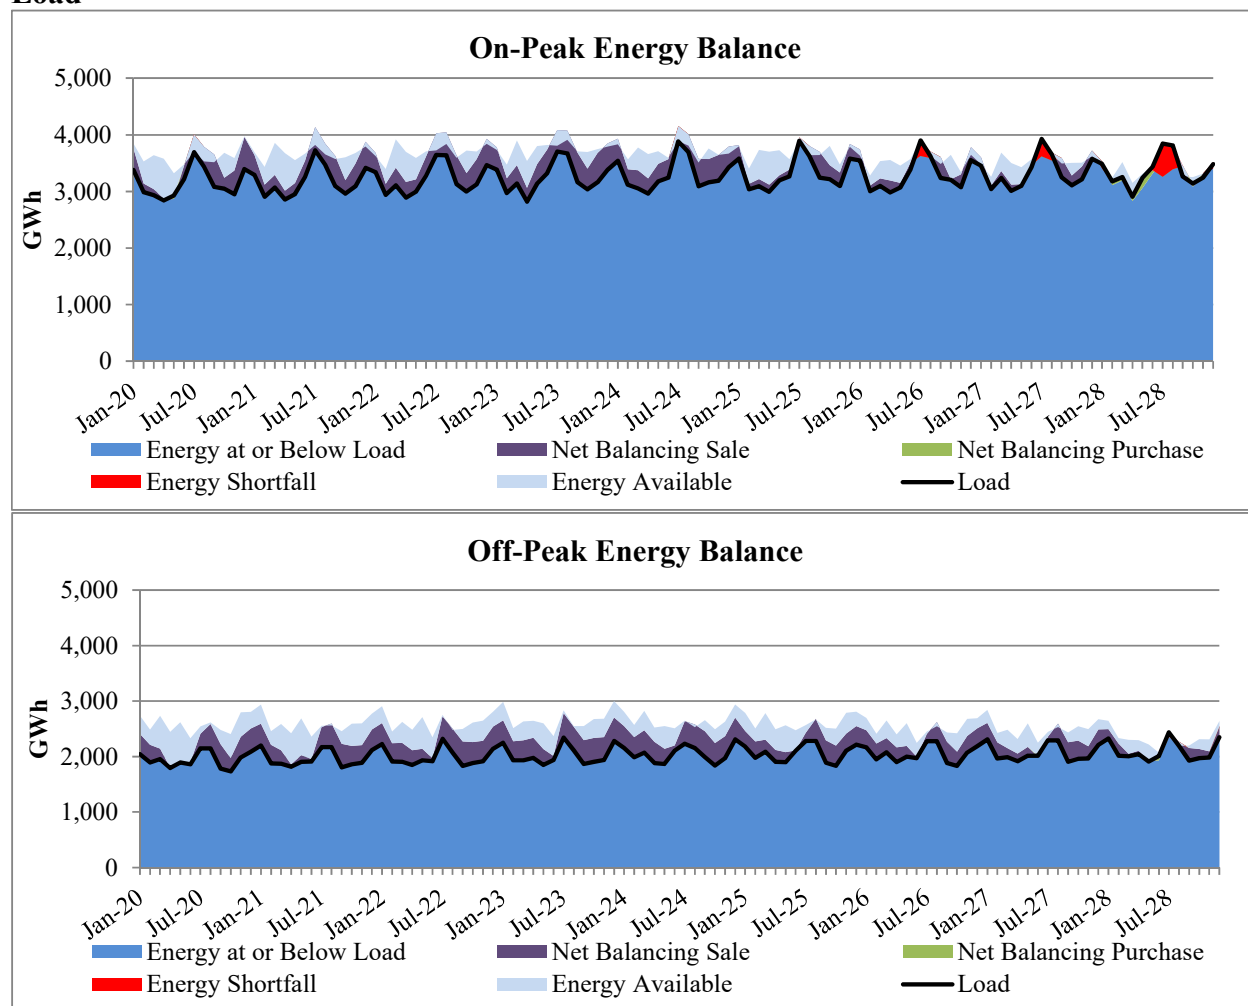 Load
On-Peak Energy Balance
5,000
4,000
3,000
2,000
1,000
0
GWh
Jan-20 Jul-20 Jan-21 Jul-21 Jan-22 Jul-22 Jan-23 Jul-23 Jan-24 Jul-24 Jan-25 Jul-25 Jan-26 Jul-26 Jan-27 Jul-27 Jan-28 Jul-28
Energy at or Below Load Net Balancing Sale Net Balancing Purchase
Energy Shortfall Energy Available Load
Off-Peak Energy Balance
5,000
4,000
3,000
2,000
1,000
0
GWh
Jan-20 Jul-20 Jan-21 Jul-21 Jan-22 Jul-22 Jan-23 Jul-23 Jan-24 Jul-24 Jan-25 Jul-25 Jan-26 Jul-26 Jan-27 Jul-27 Jan-28 Jul-28
Energy at or Below Load Net Balancing Sale Net Balancing Purchase
Energy Shortfall Energy Available Load